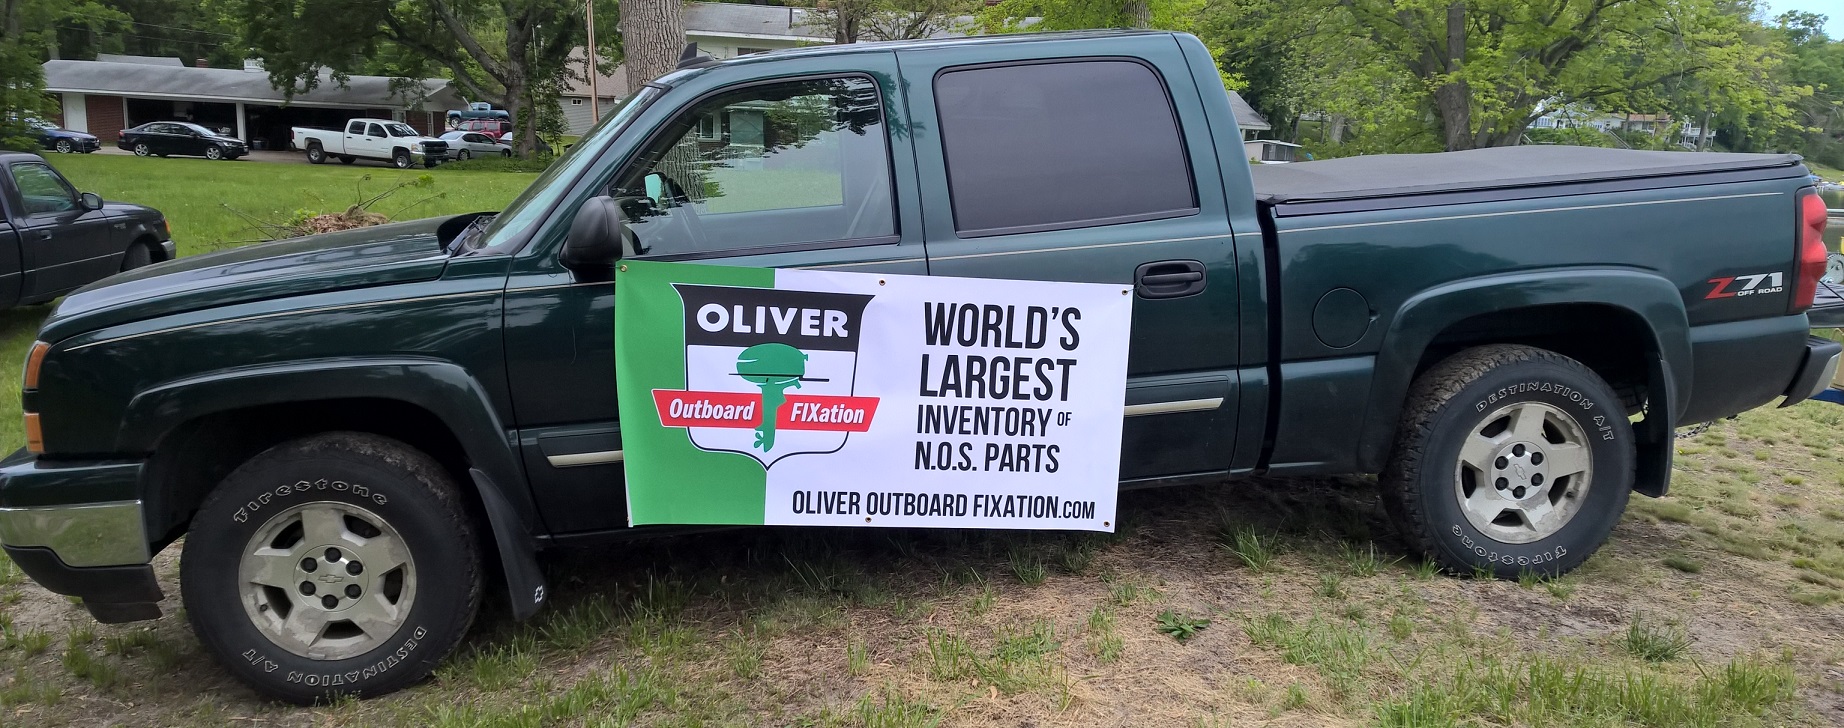 OLIVER
Outboard FIXation
WORLD'S
LARGEST
INVENTORY OF
N.O.S. PARTS
OLIVER OUTBOARD FIXATION.COM
Z71
OFF ROAD
Firestone
DESTINATION A/T
DESTINATION A/T
Firestone